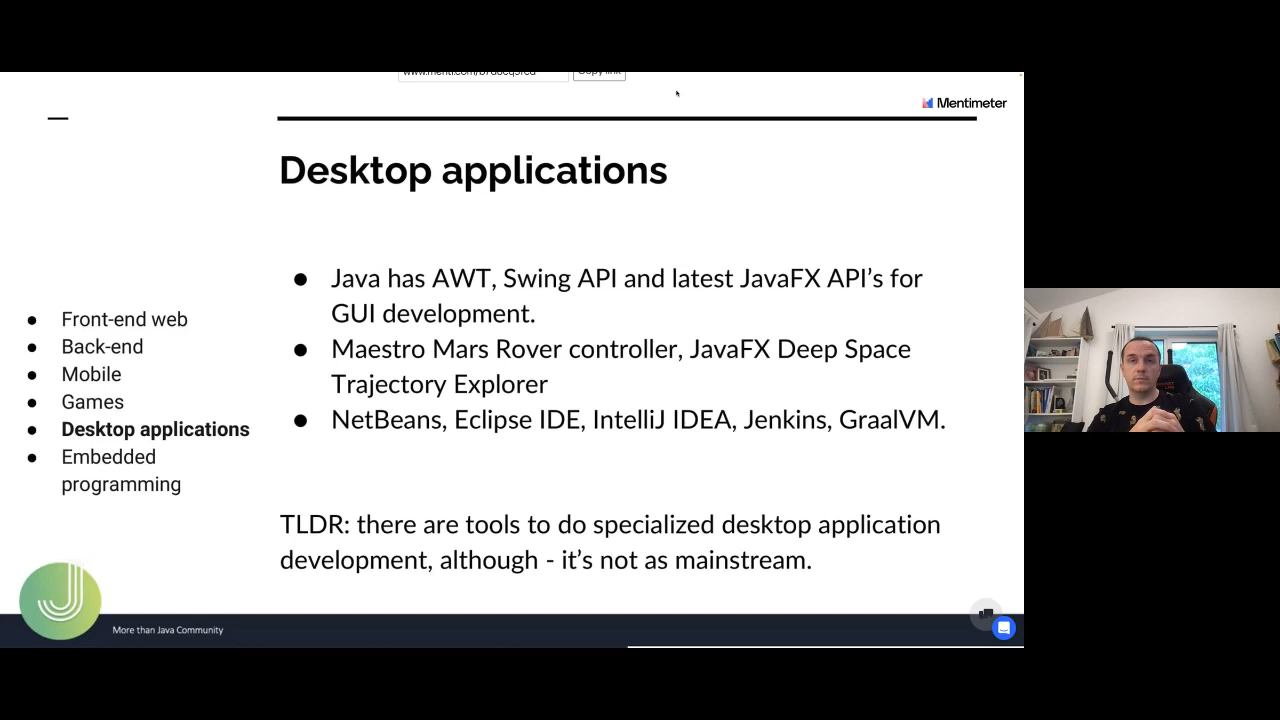 Copy link
Mentimeter
Desktop applications
Java has AWT, Swing API and latest JavaFX API’s for
GUI development.
Maestro Mars Rover controller, JavaFX Deep Space
Trajectory Explorer
NetBeans, Eclipse IDE, IntelliJ IDEA, Jenkins, GraalVM.
TLDR: there are tools to do specialized desktop application
development, although - it’s not as mainstream.
Front-end web
Back-end
Mobile
Games
Desktop applications
Embedded
programming
More than Java Community